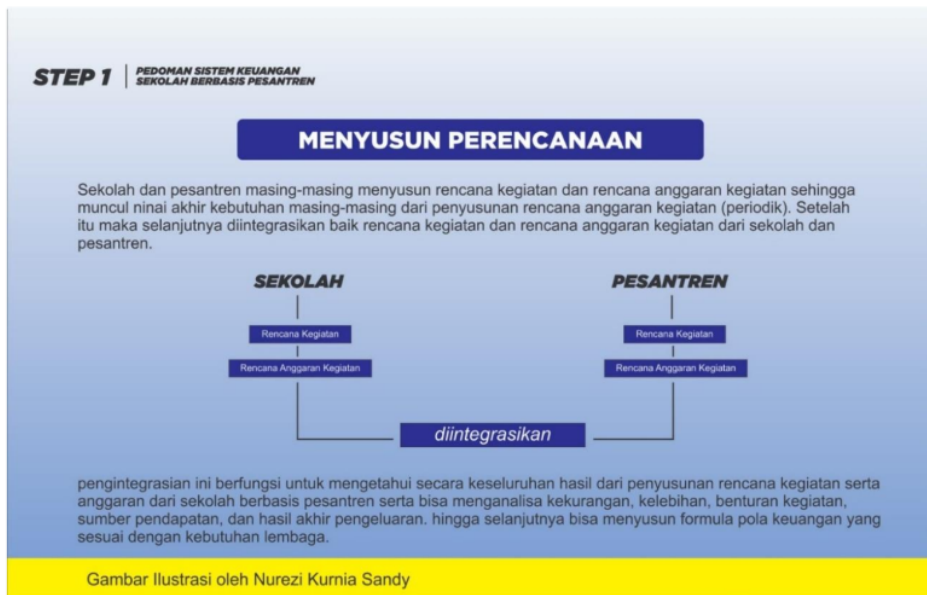 STEP 1
PEDOMAN SISTEM KEUANGAN
SEKOLAH BERBASIS PESANTREN
MENYUSUN PERENCANAAN
Sekolah dan pesantren masing-masing menyusun rencana kegiatan dan rencana anggaran kegiatan sehingga
muncul ninai akhir kebutuhan masing-masing dari penyusunan rencana anggaran kegiatan (periodik). Setelah
itu maka selanjutnya diintegrasikan baik rencana kegiatan dan rencana anggaran kegiatan dari sekolah dan
pesantren.
SEKOLAH
Rencana Kegiatan
Rencana Anggaran Kegiatan
PESANTREN
Rencana Kegiatan
Rencana Anggaran Kegiatan
diintegrasikan
pengintegrasian ini berfungsi untuk mengetahui secara keseluruhan hasil dari penyusunan rencana kegiatan serta
anggaran dari sekolah berbasis pesantren serta bisa menganalisa kekurangan, kelebihan, benturan kegiatan,
sumber pendapatan, dan hasil akhir pengeluaran. hingga selanjutnya bisa menyusun formula pola keuangan yang
sesuai dengan kebutuhan lembaga.
Gambar Ilustrasi oleh Nurezi Kurnia Sandy